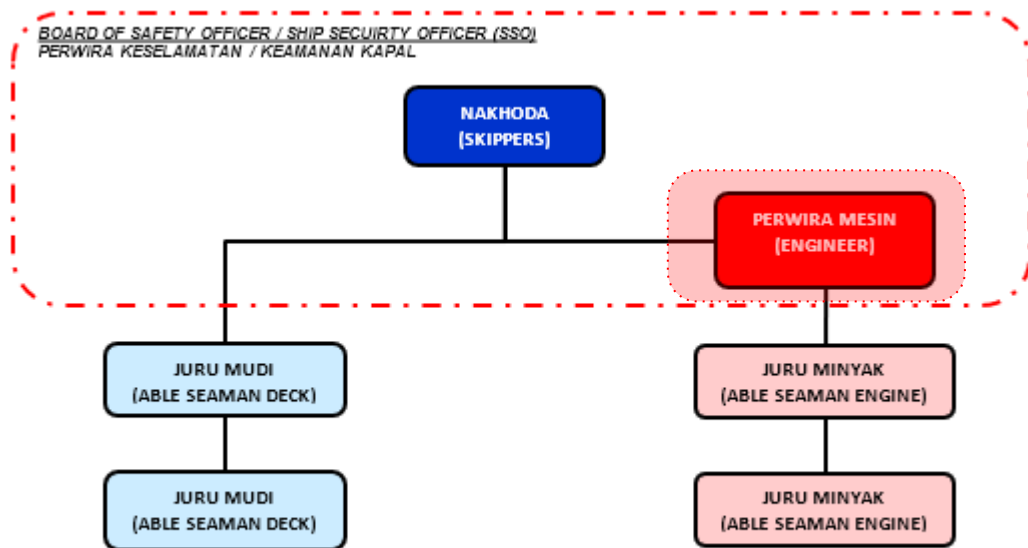 BOARD OF SAFETY OFFICER / SHIP SECUIRTY OFFICER (SSO)
PERWIRA KESELAMATAN / KEAMANAN KAPAL
NAKHODA
(SKIPPERS)
PERWIRA MESIN
(ENGINEER)
JURU MUDI
(ABLE SEAMAN DECK)
JURU MINYAK
(ABLE SEAMAN ENGINE)
JURU MUDI
(ABLE SEAMAN DECK)
JURU MINYAK
(ABLE SEAMAN ENGINE)